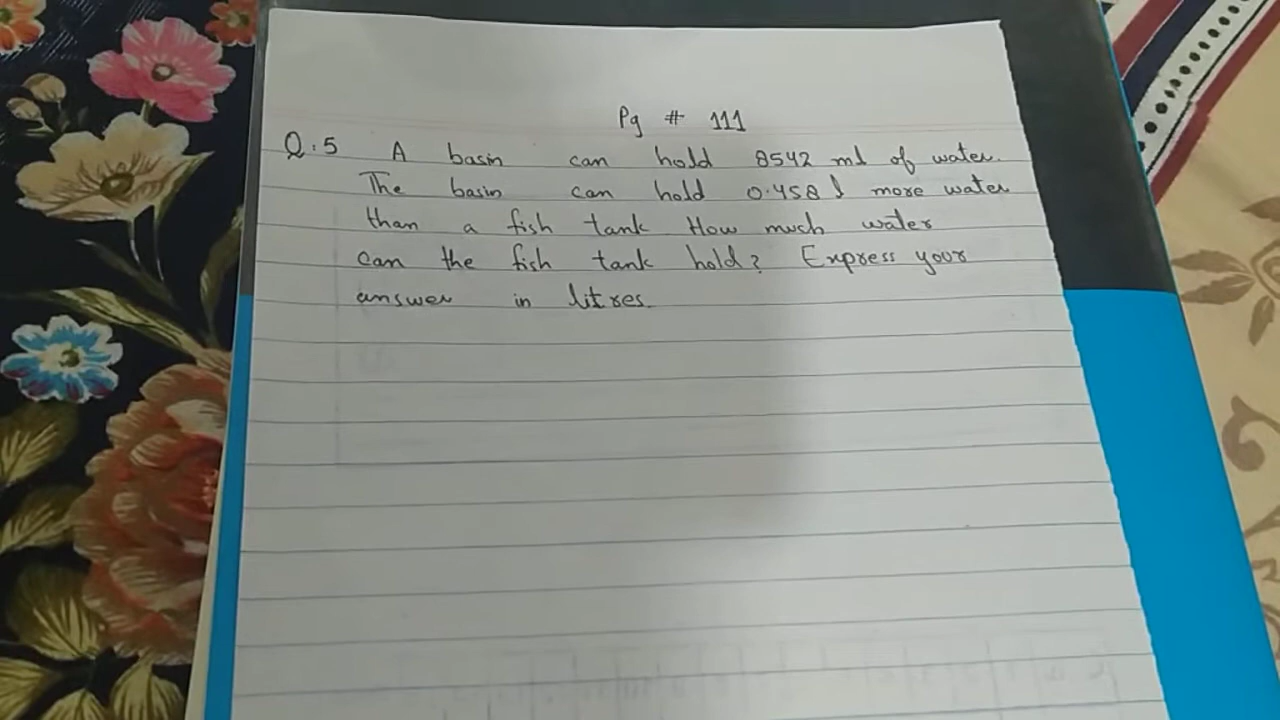 Pg # 111
Q:5 A basin can hold 8542 ml of water.
The basin can hold 0.458 l more water
than a fish tank How much water
can the fish tank hold? Express your
answer in litres.